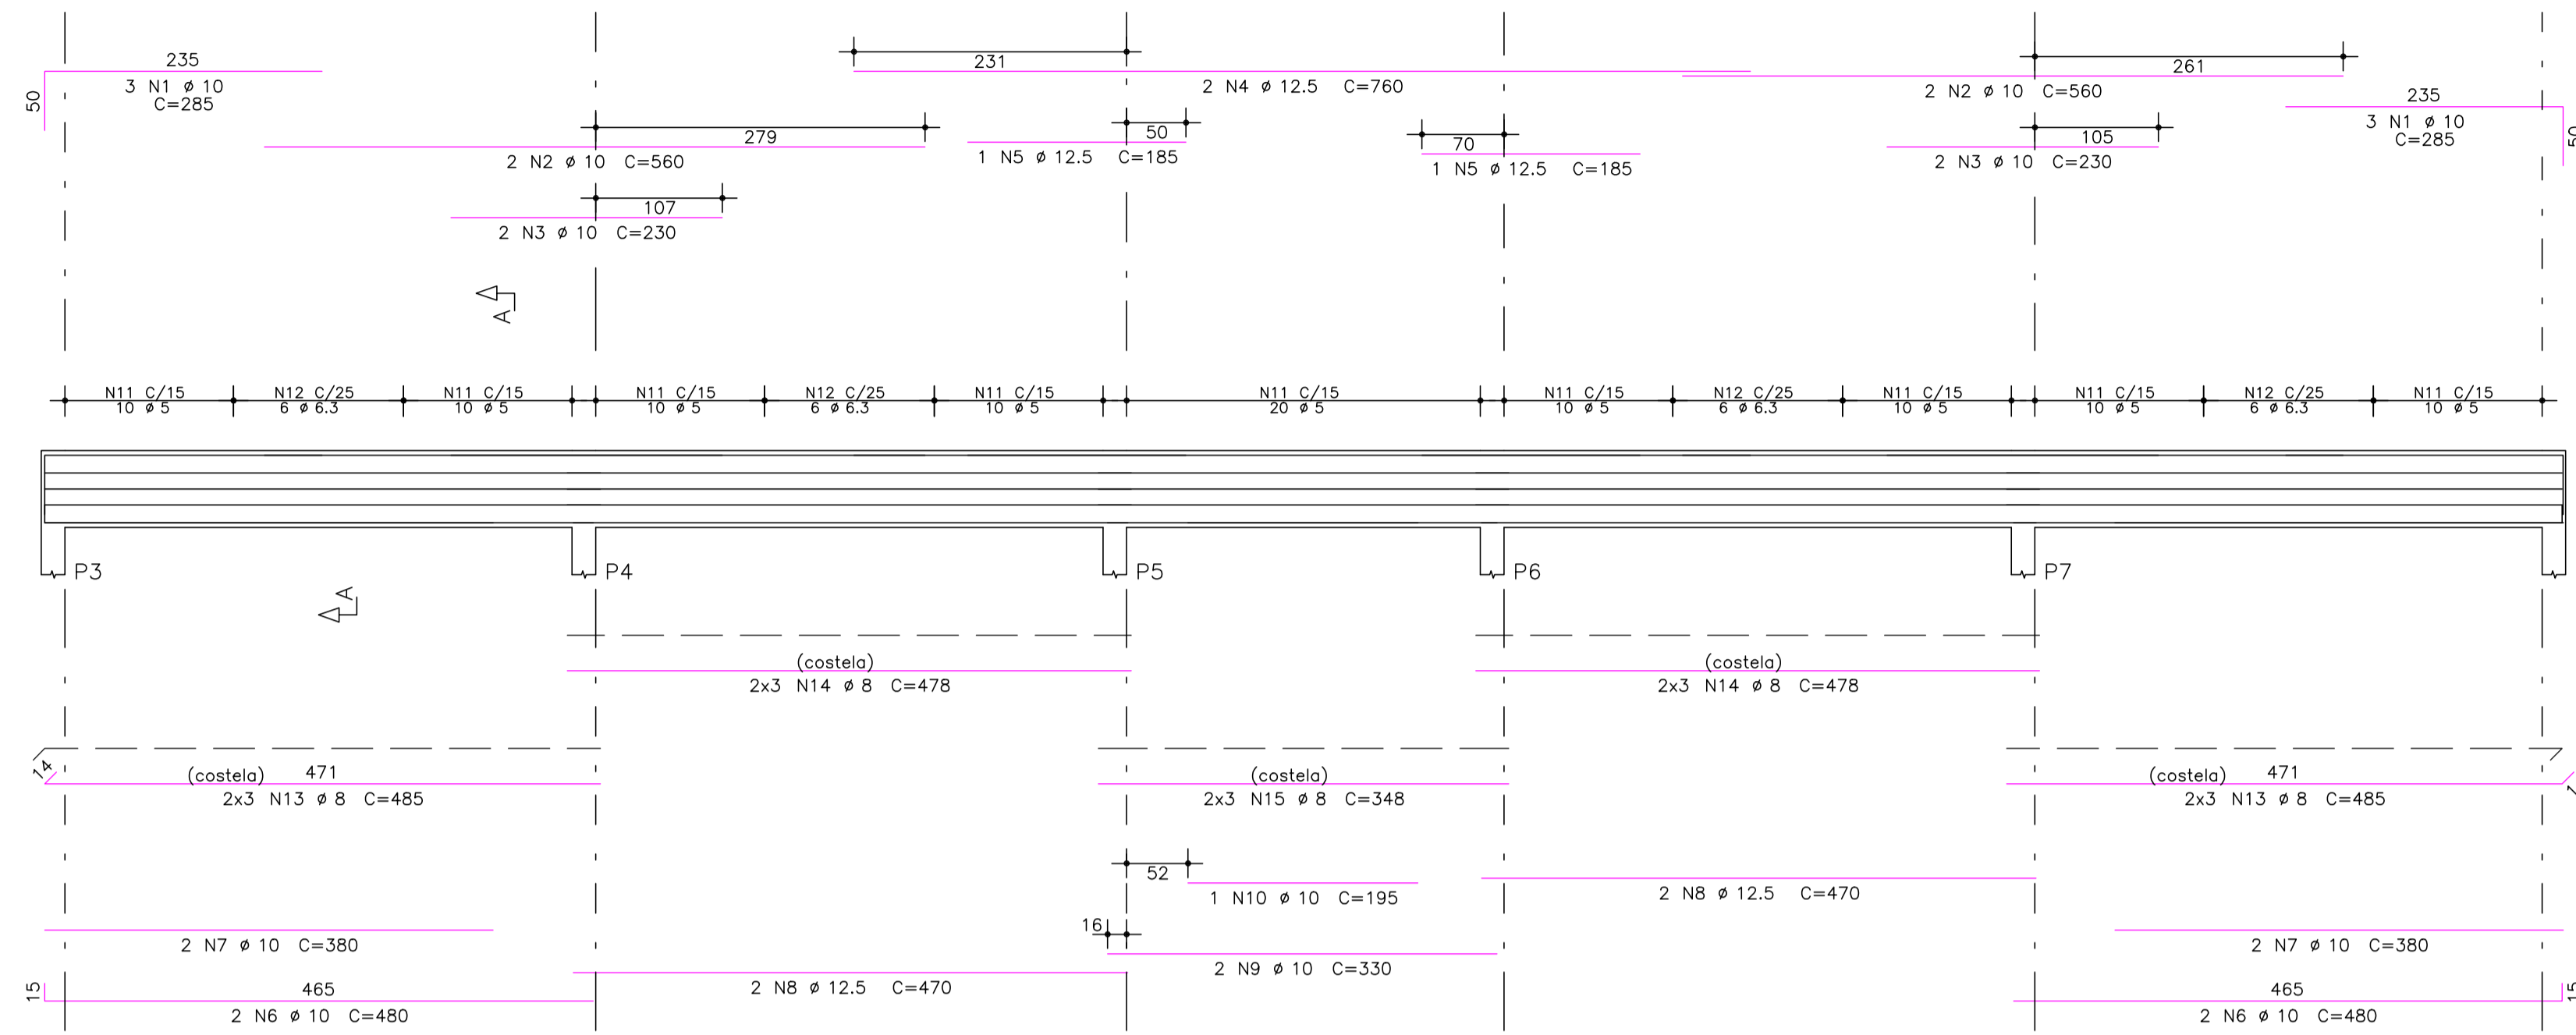 235
3 N1 ø 10
C=285
50
231
2 N4 ø 12.5 C=760
261
2 N2 ø 10 C=560
235
3 N1 ø 10
C=285
50
279
2 N2 ø 10 C=560
50
1 N5 ø 12.5 C=185
70
1 N5 ø 12.5 C=185
105
2 N3 ø 10 C=230
107
2 N3 ø 10 C=230
A
N11 C/15
10 ø 5
N12 C/25
6 ø 6.3
N11 C/15
10 ø 5
N11 C/15
10 ø 5
N12 C/25
6 ø 6.3
N11 C/15
10 ø 5
N11 C/15
20 ø 5
N11 C/15
10 ø 5
N12 C/25
6 ø 6.3
N11 C/15
10 ø 5
N11 C/15
10 ø 5
N12 C/25
6 ø 6.3
N11 C/15
10 ø 5
P3
P4
P5
P6
P7
A
(costela)
2x3 N14 ø 8 C=478
(costela)
2x3 N14 ø 8 C=478
14
(costela) 471
2x3 N13 ø 8 C=485
(costela)
2x3 N15 ø 8 C=348
(costela) 471
2x3 N13 ø 8 C=485
52
1 N10 ø 10 C=195
2 N8 ø 12.5 C=470
16
2 N7 ø 10 C=380
2 N9 ø 10 C=330
2 N7 ø 10 C=380
2 N8 ø 12.5 C=470
15
465
2 N6 ø 10 C=480
465
2 N6 ø 10 C=480
15